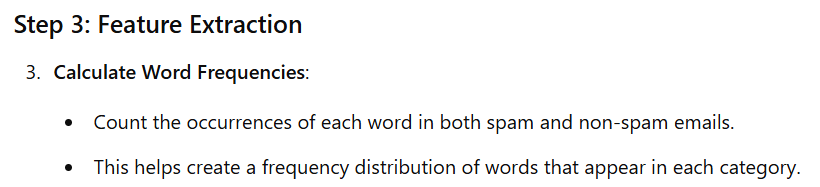 Step 3: Feature Extraction
3. Calculate Word Frequencies:
• Count the occurrences of each word in both spam and non-spam emails.
• This helps create a frequency distribution of words that appear in each category.